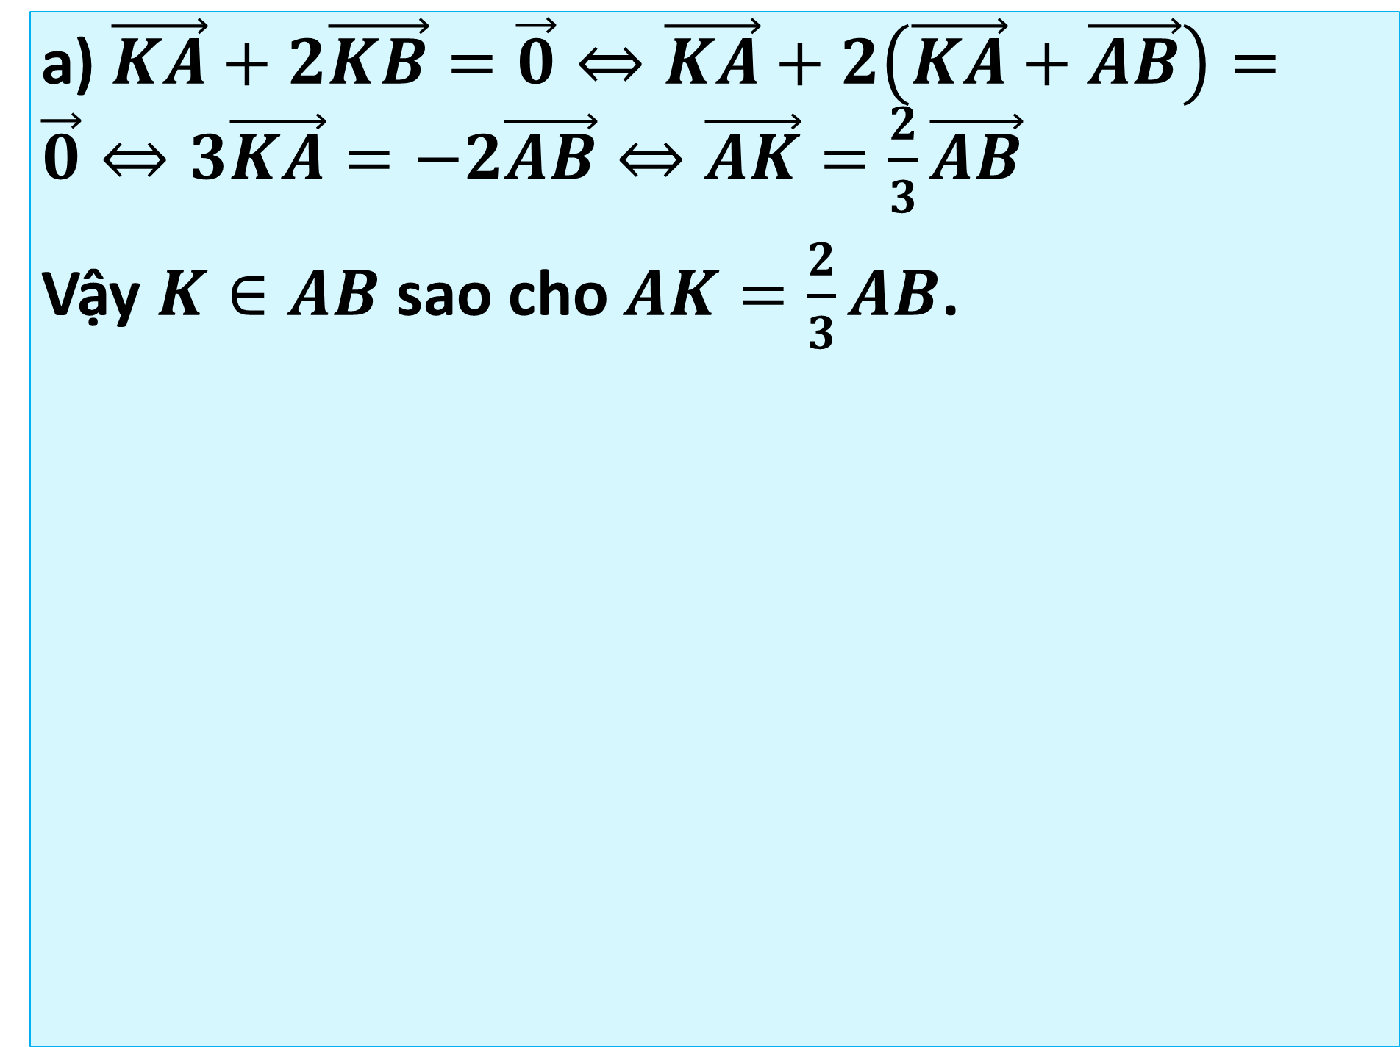 a) $\overrightarrow{KA} + 2\overrightarrow{KB} = \overrightarrow{0} \Leftrightarrow \overrightarrow{KA} + 2(\overrightarrow{KA} + \overrightarrow{AB}) =$
$\overrightarrow{0} \Leftrightarrow 3\overrightarrow{KA} = -2\overrightarrow{AB} \Leftrightarrow \overrightarrow{AK} = \frac{2}{3}\overrightarrow{AB}$
Vậy $K \in AB$ sao cho $AK = \frac{2}{3}AB.$